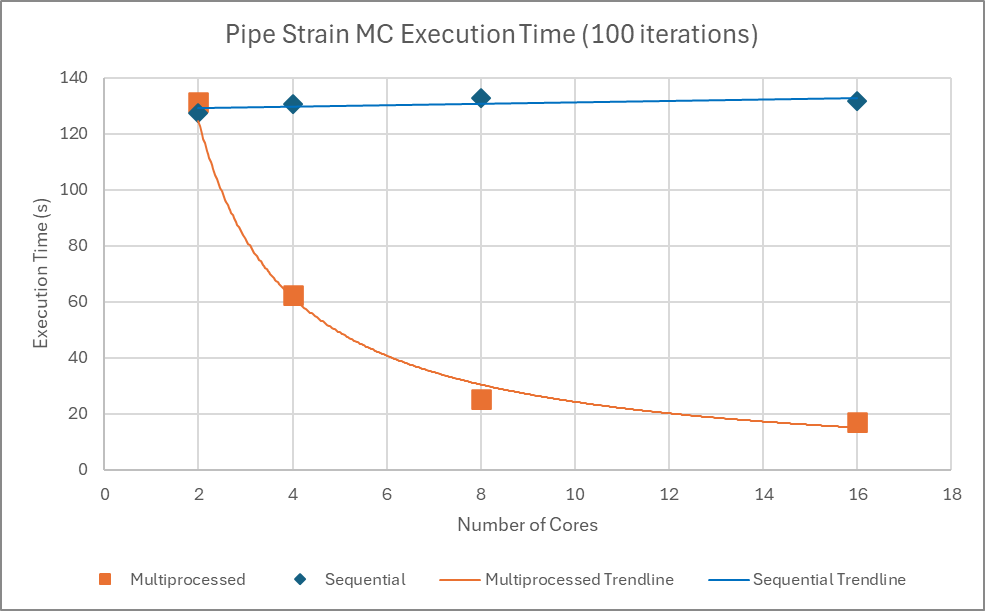 Pipe Strain MC Execution Time (100 iterations)
140
120
100
80
60
40
20
0
Execution Time (s)
0 2 4 6 8 10 12 14 16 18
Number of Cores
Multiprocessed Sequential Multiprocessed Trendline Sequential Trendline